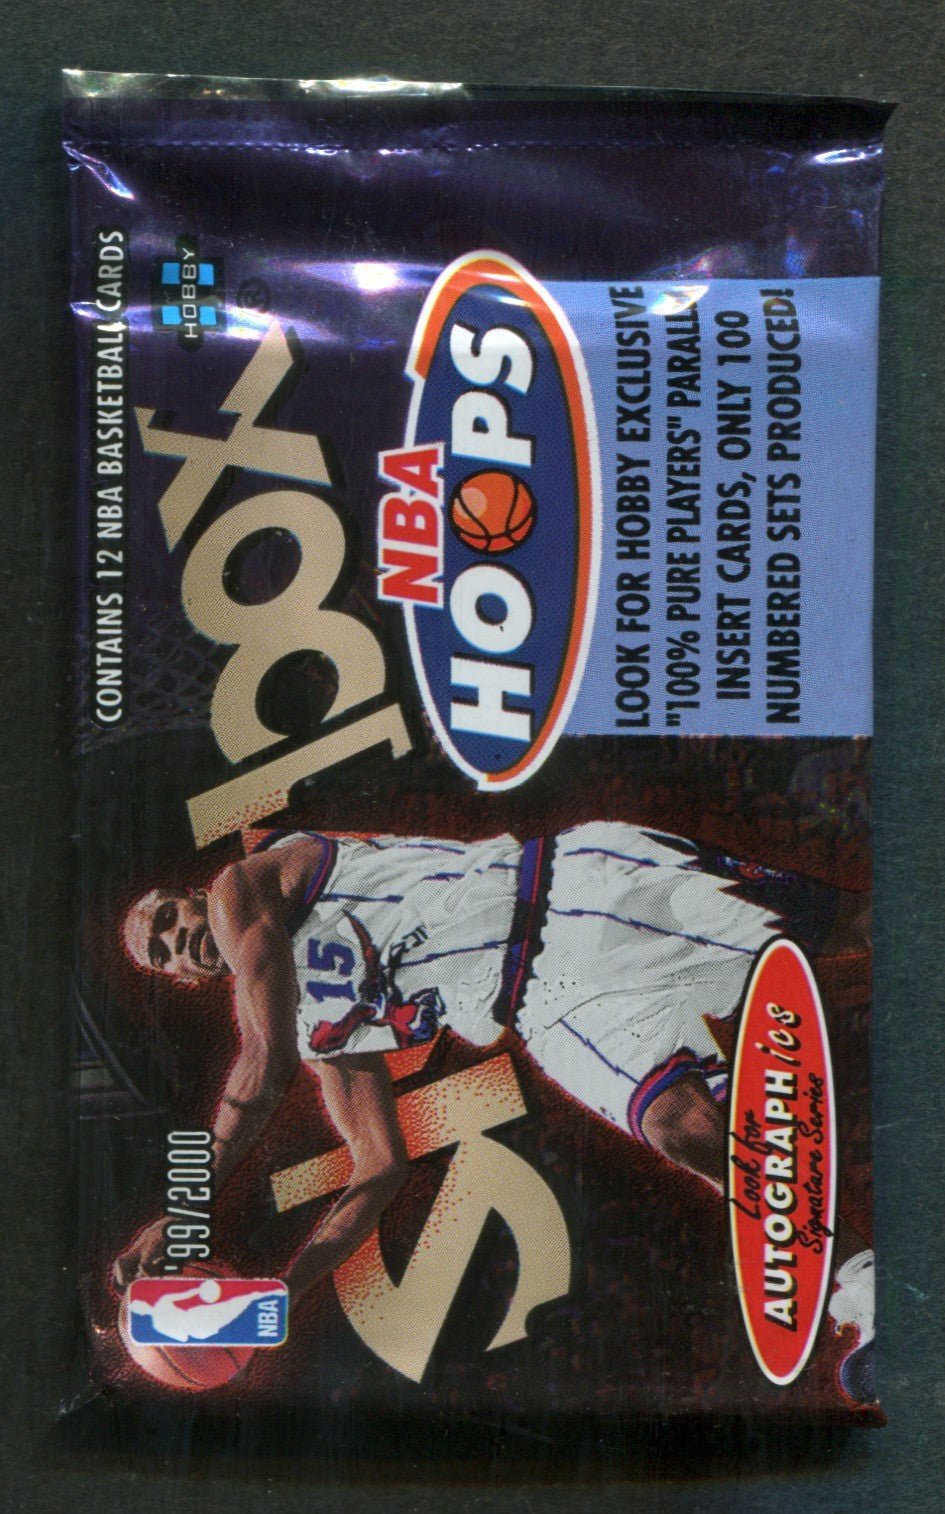 CONTAINS 12 NBA BASKETBALL CARDS
HOBBY
'99/2000
NBA
Skybox
®
NBA
HOOPS
15
LOOK FOR HOBBY EXCLUSIVE
"100% PURE PLAYERS" PARALLEL
INSERT CARDS, ONLY 100
NUMBERED SETS PRODUCED!
Look for
AUTOGRAPHics
Signature Series